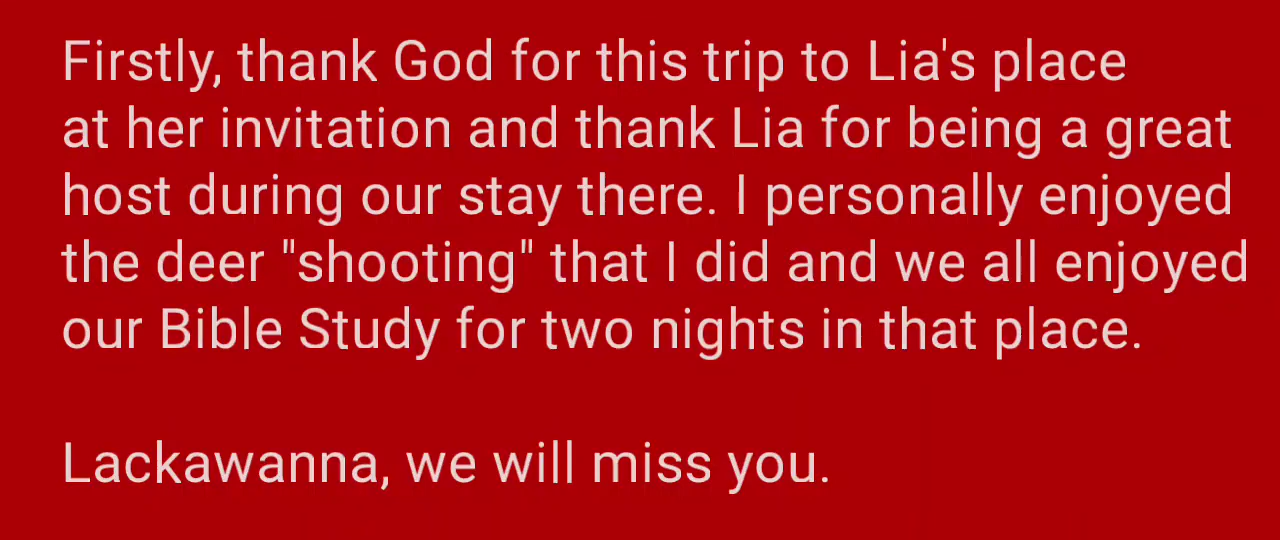 Firstly, thank God for this trip to Lia's place
at her invitation and thank Lia for being a great
host during our stay there. I personally enjoyed
the deer "shooting" that I did and we all enjoyed
our Bible Study for two nights in that place.
Lackawanna, we will miss you.